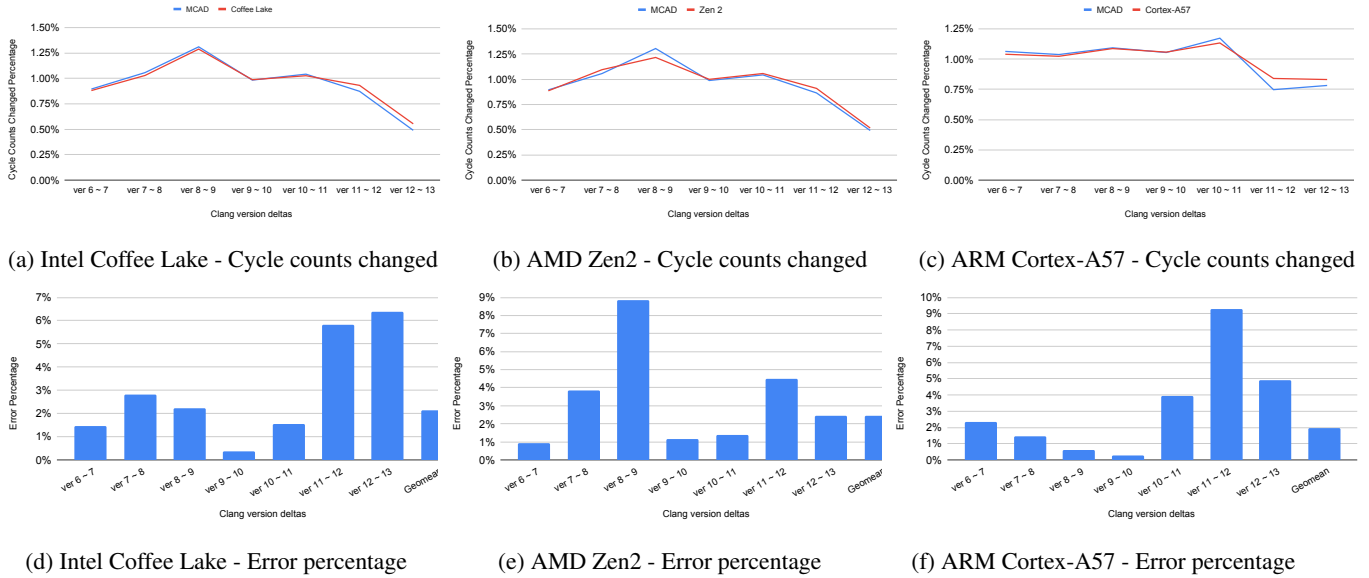 MCAD Coffee Lake
Cycle Counts Changed Percentage
1.50%
1.25%
1.00%
0.75%
0.50%
0.25%
0.00%
ver 6 ~ 7 ver 7 ~ 8 ver 8 ~ 9 ver 9 ~ 10 ver 10 ~ 11 ver 11 ~ 12 ver 12 ~ 13
Clang version deltas
(a) Intel Coffee Lake - Cycle counts changed
MCAD Zen 2
Cycle Counts Changed Percentage
1.50%
1.25%
1.00%
0.75%
0.50%
0.25%
0.00%
ver 6 ~ 7 ver 7 ~ 8 ver 8 ~ 9 ver 9 ~ 10 ver 10 ~ 11 ver 11 ~ 12 ver 12 ~ 13
Clang version deltas
(b) AMD Zen2 - Cycle counts changed
MCAD Cortex-A57
Cycle Counts Changed Percentage
1.25%
1.00%
0.75%
0.50%
0.25%
0.00%
ver 6 ~ 7 ver 7 ~ 8 ver 8 ~ 9 ver 9 ~ 10 ver 10 ~ 11 ver 11 ~ 12 ver 12 ~ 13
Clang version deltas
(c) ARM Cortex-A57 - Cycle counts changed
Error Percentage
7%
6%
5%
4%
3%
2%
1%
0%
ver 6 ~ 7 ver 7 ~ 8 ver 8 ~ 9 ver 9 ~ 10 ver 10 ~ 11 ver 11 ~ 12 ver 12 ~ 13 Geomean
Clang version deltas
(d) Intel Coffee Lake - Error percentage
Error Percentage
9%
8%
7%
6%
5%
4%
3%
2%
1%
0%
ver 6 ~ 7 ver 7 ~ 8 ver 8 ~ 9 ver 9 ~ 10 ver 10 ~ 11 ver 11 ~ 12 ver 12 ~ 13 Geomean
Clang version deltas
(e) AMD Zen2 - Error percentage
Error Percentage
10%
9%
8%
7%
6%
5%
4%
3%
2%
1%
0%
ver 6 ~ 7 ver 7 ~ 8 ver 8 ~ 9 ver 9 ~ 10 ver 10 ~ 11 ver 11 ~ 12 ver 12 ~ 13 Geomean
Clang version deltas
(f) ARM Cortex-A57 - Error percentage